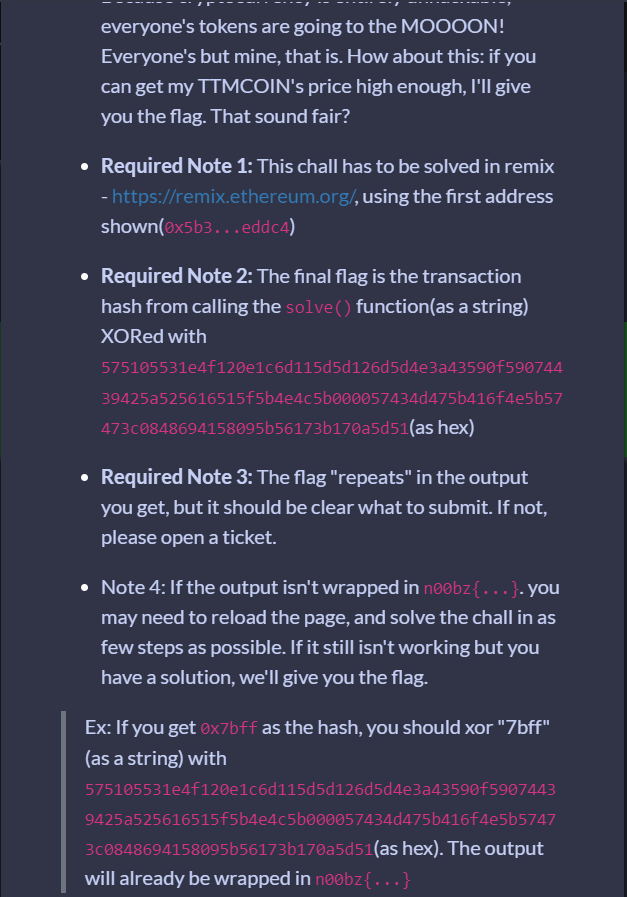 everyone's tokens are going to the MOOOON!
Everyone's but mine, that is. How about this: if you
can get my TTMCOIN's price high enough, I'll give
you the flag. That sound fair?
• Required Note 1: This chall has to be solved in remix
- https://remix.ethereum.org/, using the first address
shown(0x5b3...eddc4)
• Required Note 2: The final flag is the transaction
hash from calling the solve() function(as a string)
XORed with
575105531e4f120e1c6d115d5d126d5d4e3a43590f590744
39425a525616515f5b4e4c5b000057434d475b416f4e5b57
473c0848694158095b56173b170a5d51(as hex)
• Required Note 3: The flag "repeats" in the output
you get, but it should be clear what to submit. If not,
please open a ticket.
• Note 4: If the output isn't wrapped in n00bz{...}. you
may need to reload the page, and solve the chall in as
few steps as possible. If it still isn't working but you
have a solution, we'll give you the flag.
Ex: If you get 0x7bff as the hash, you should xor "7bff"
(as a string) with
575105531e4f120e1c6d115d5d126d5d4e3a43590f5907443
9425a525616515f5b4e4c5b000057434d475b416f4e5b5747
3c0848694158095b56173b170a5d51(as hex). The output
will already be wrapped in n00bz{...}